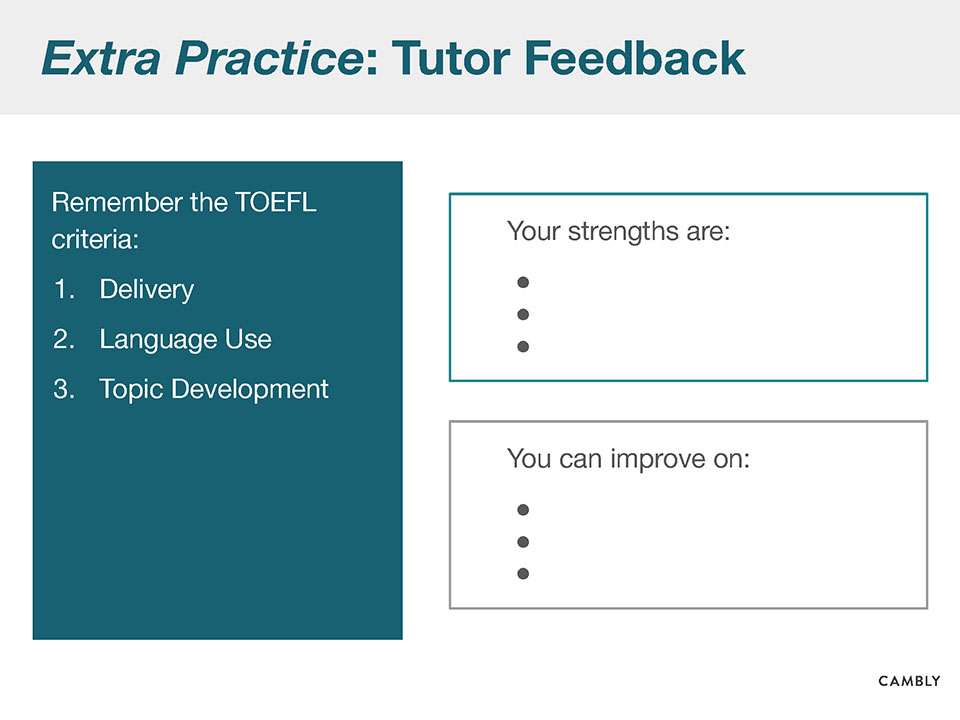 Extra Practice: Tutor Feedback
Remember the TOEFL
criteria:
1. Delivery
2. Language Use
3. Topic Development
Your strengths are:
●
●
●
You can improve on:
●
●
●
CAMBLY